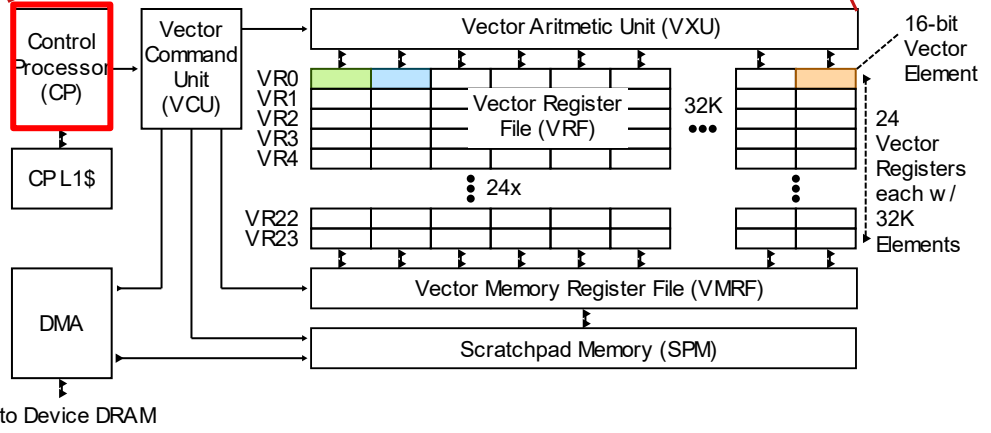 Control
Processor
(CP)
Vector
Command
Unit
(VCU)
Vector Aritmetic Unit (VXU)
16-bit
Vector
Element
CP L1$
VR0
VR1
VR2
VR3
VR4
Vector Register
File (VRF)
32K
24x
VR22
VR23
24
Vector
Registers
each w/
32K
Elements
DMA
Vector Memory Register File (VMRF)
Scratchpad Memory (SPM)
to Device DRAM